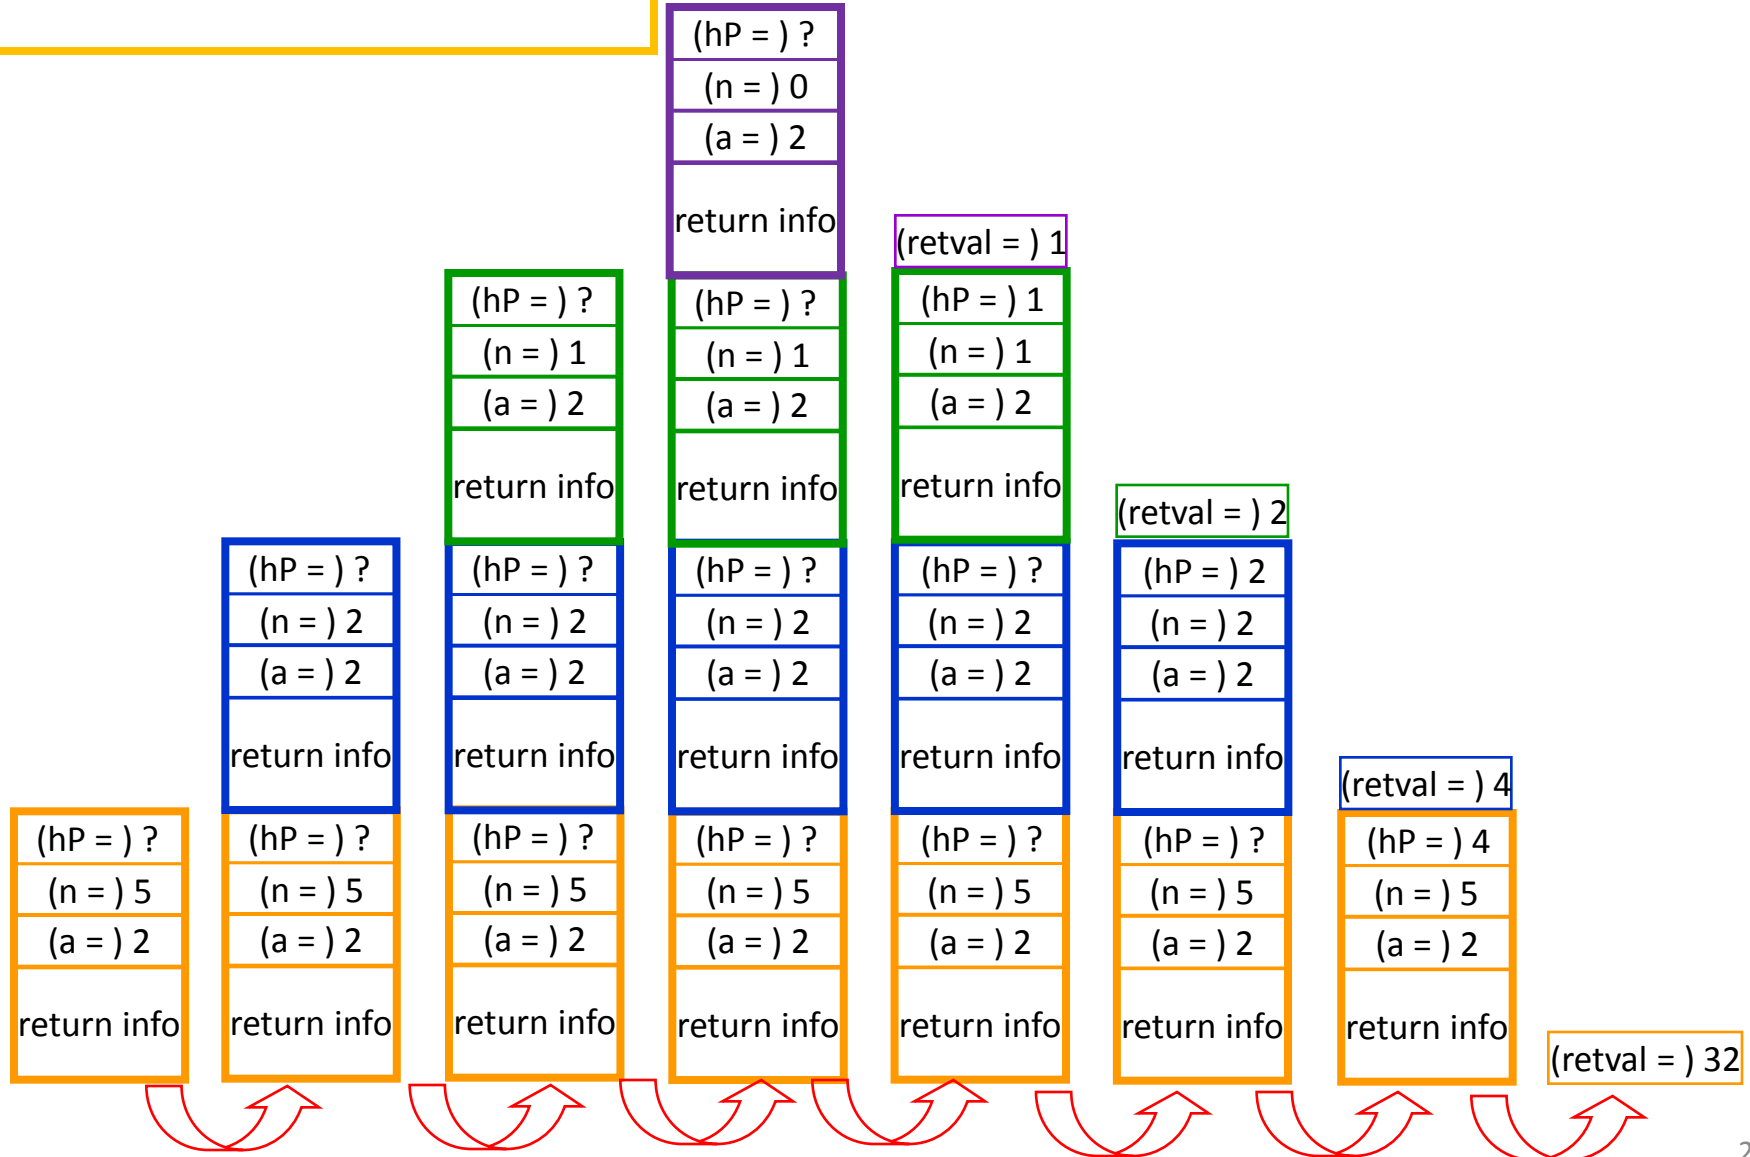 (hP = ) ?
(n = ) 5
(a = ) 2
return info
(hP = ) ?
(n = ) 2
(a = ) 2
return info
(hP = ) ?
(n = ) 5
(a = ) 2
return info
(hP = ) ?
(n = ) 1
(a = ) 2
return info
(hP = ) ?
(n = ) 2
(a = ) 2
return info
(hP = ) ?
(n = ) 5
(a = ) 2
return info
(hP = ) ?
(n = ) 0
(a = ) 2
return info
(hP = ) ?
(n = ) 1
(a = ) 2
return info
(hP = ) ?
(n = ) 2
(a = ) 2
return info
(hP = ) ?
(n = ) 5
(a = ) 2
return info
(retval = ) 1
(hP = ) 1
(n = ) 1
(a = ) 2
return info
(hP = ) ?
(n = ) 2
(a = ) 2
return info
(hP = ) ?
(n = ) 5
(a = ) 2
return info
(retval = ) 2
(hP = ) 2
(n = ) 2
(a = ) 2
return info
(hP = ) ?
(n = ) 5
(a = ) 2
return info
(retval = ) 4
(hP = ) 4
(n = ) 5
(a = ) 2
return info
(retval = ) 32